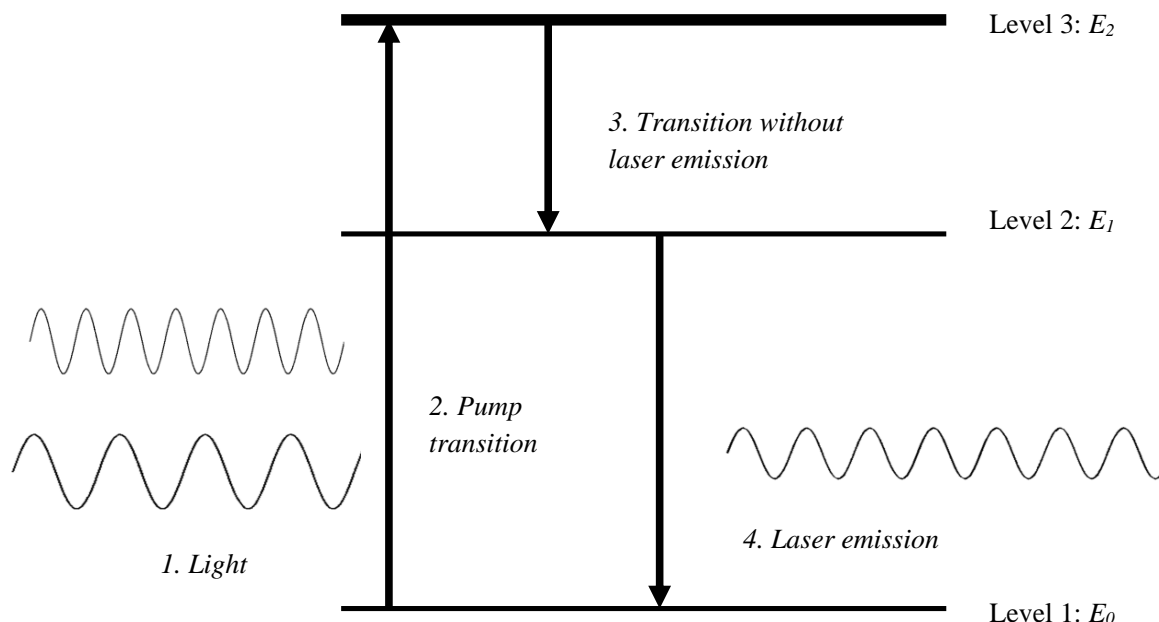 Level 3: E₂
3. Transition without
laser emission
Level 2: E₁
2. Pump
transition
4. Laser emission
1. Light
Level 1: E₀